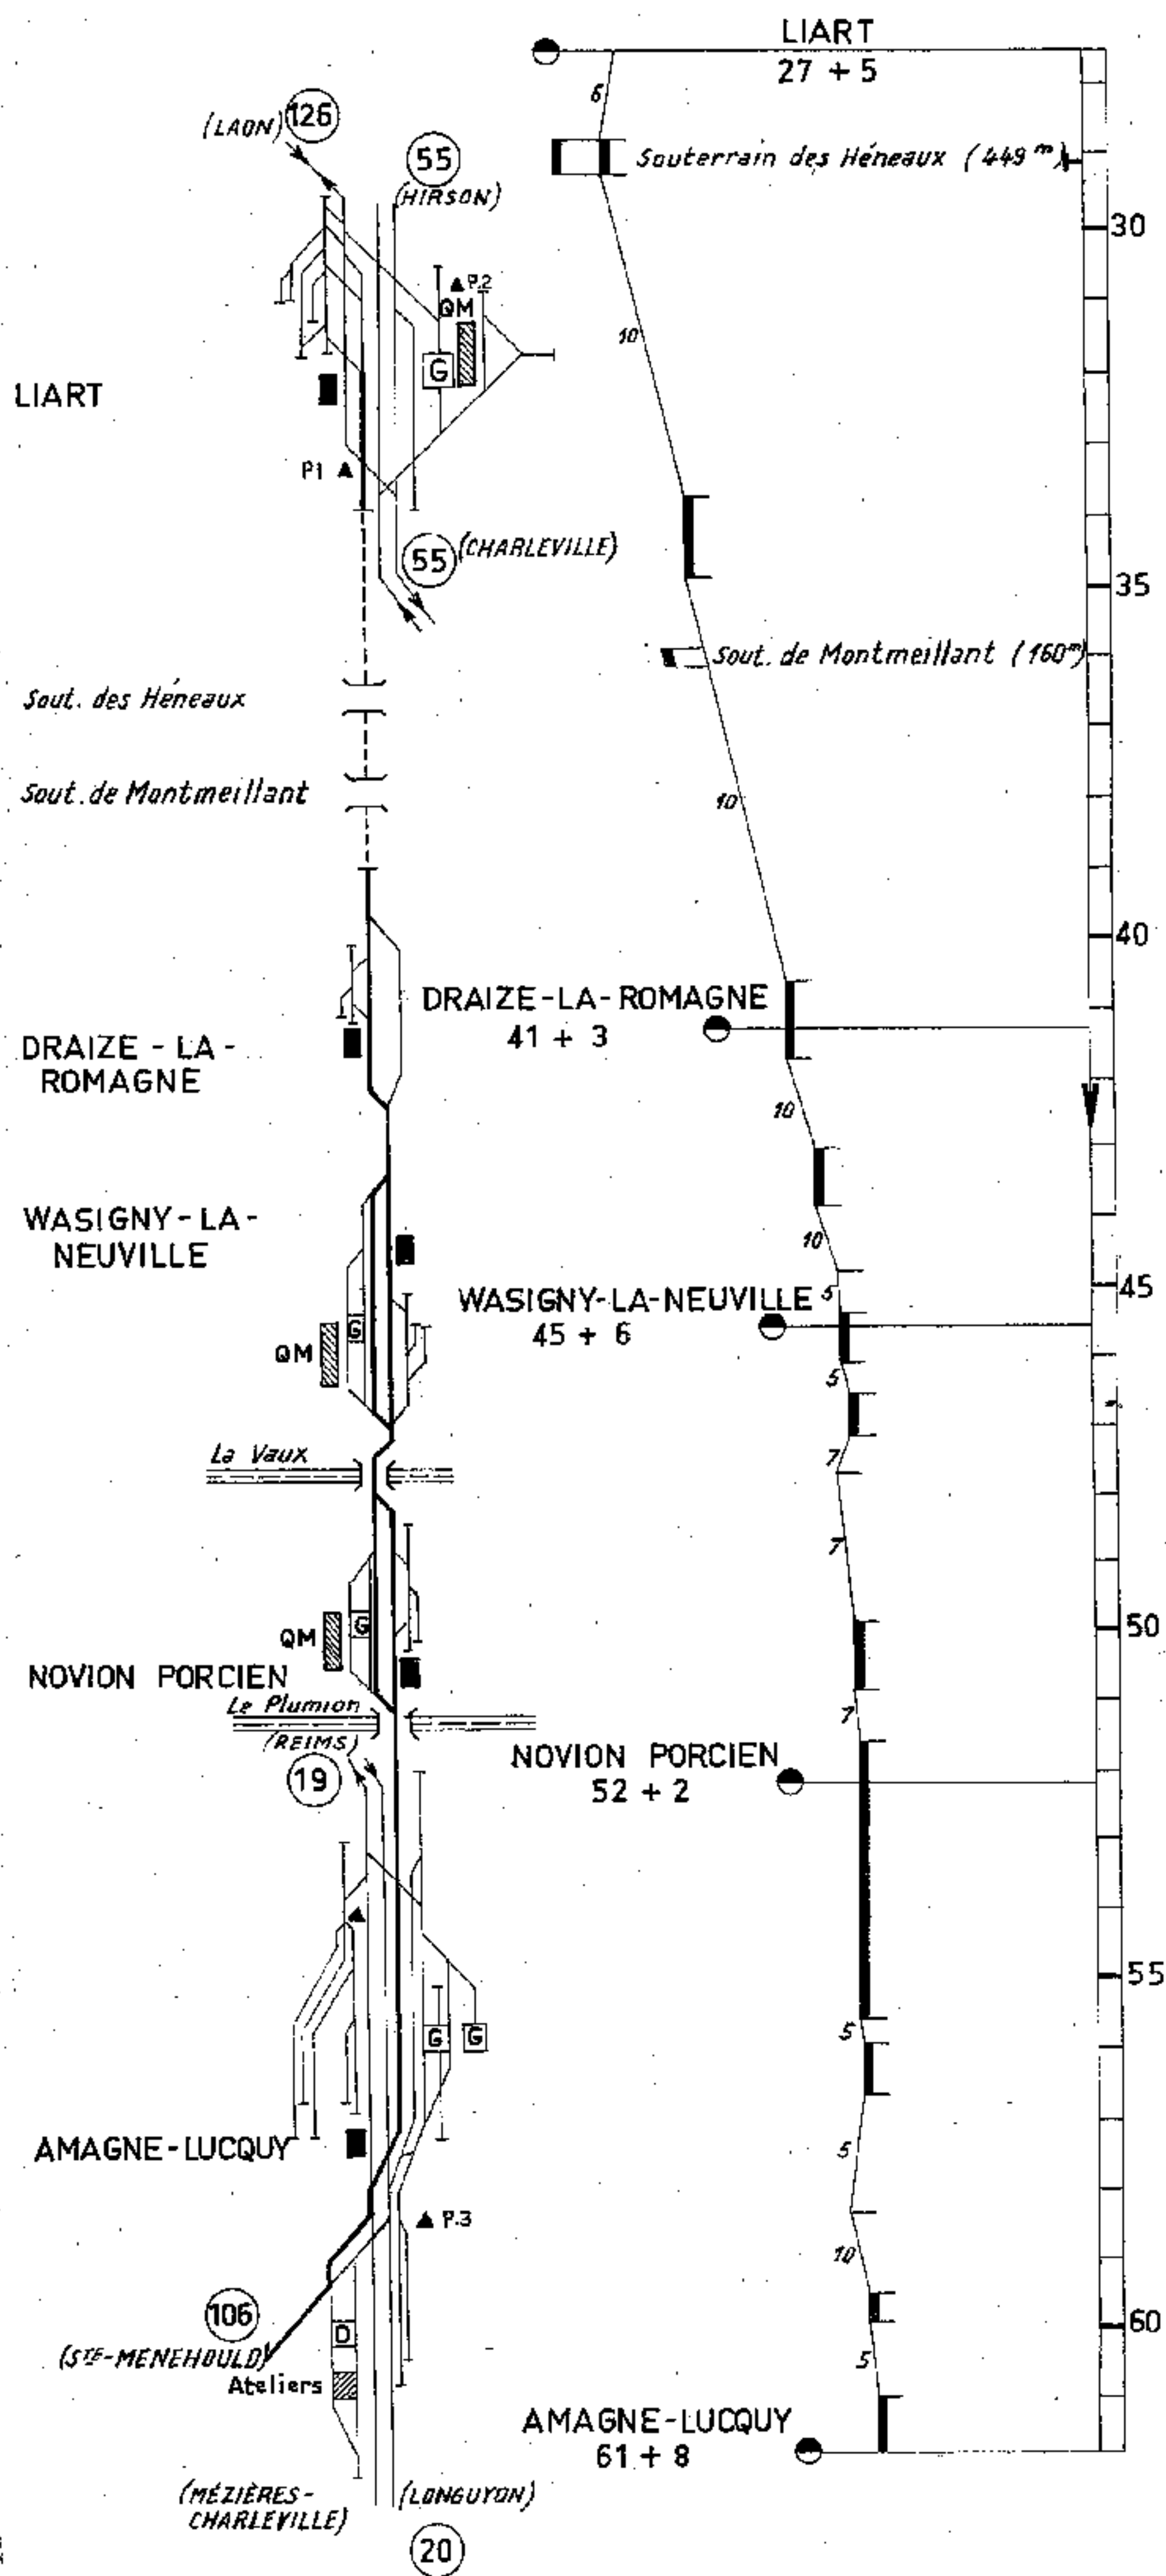 LIART
27 + 5
6
(LAON) 126
55
(HIRSON)
Souterrain des Héneaux (449 m)
30
P.2
QM
G
10
LIART
P1
55 (CHARLEVILLE)
35
Sout. de Montmeillant (160m)
Sout. des Héneaux
Sout. de Montmeillant
10
40
DRAIZE-LA-ROMAGNE
41 + 3
DRAIZE - LA -
ROMAGNE
10
WASIGNY - LA -
NEUVILLE
10
45
5
WASIGNY-LA-NEUVILLE
45 + 6
G
QM
5
La Vaux
7
7
50
QM
G
NOVION PORCIEN
Le Plumion
7
(REIMS)
19
NOVION PORCIEN
52 + 2
55
G G
5
AMAGNE-LUCQUY
5
P.3
10
106
60
D
(STE-MENEHOULD)
Ateliers
5
AMAGNE-LUCQUY
61 + 8
(MÉZIÈRES-
CHARLEVILLE)
(LONGUYON)
20